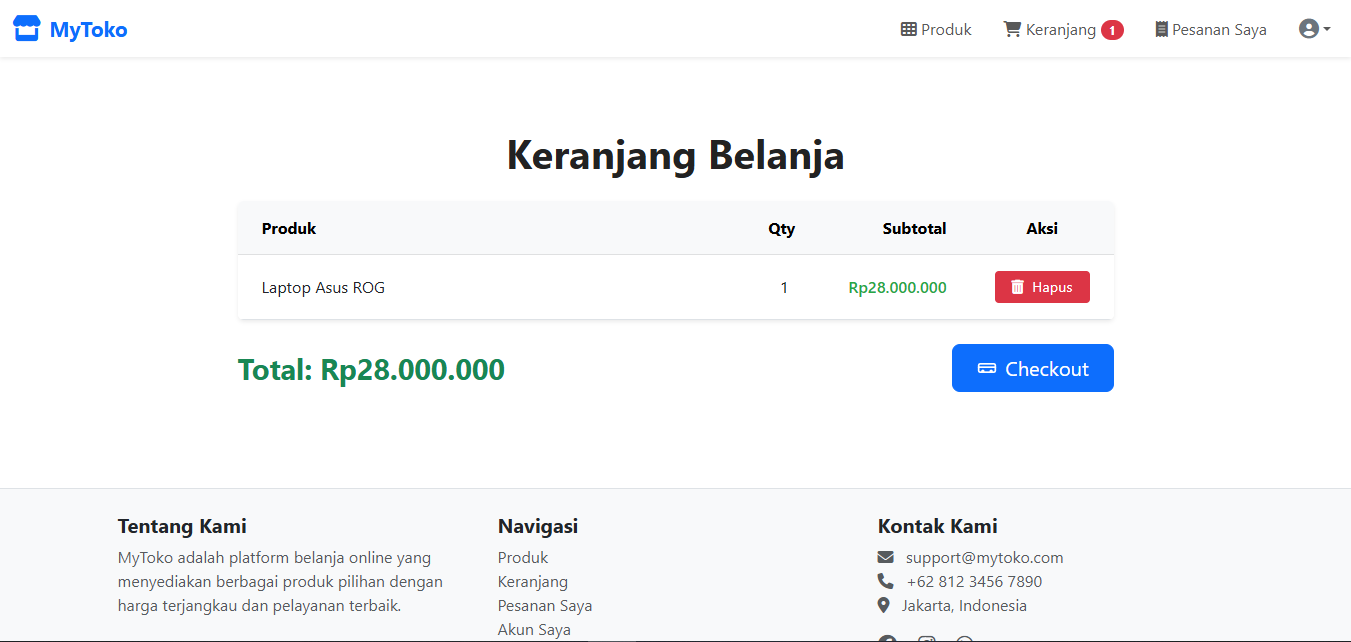 MyToko
Produk
Keranjang 1
Pesanan Saya
Keranjang Belanja
Produk Qty Subtotal Aksi
Laptop Asus ROG 1 Rp28.000.000 Hapus
Total: Rp28.000.000
Checkout
Tentang Kami
MyToko adalah platform belanja online yang
menyediakan berbagai produk pilihan dengan
harga terjangkau dan pelayanan terbaik.
Navigasi
Produk
Keranjang
Pesanan Saya
Akun Saya
Kontak Kami
support@mytoko.com
+62 812 3456 7890
Jakarta, Indonesia